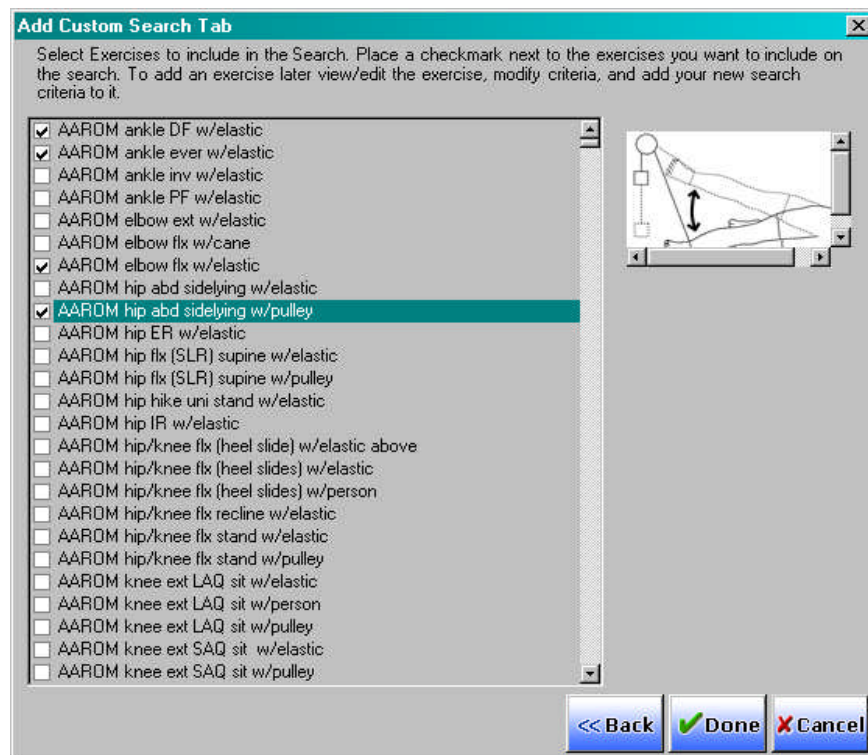 Add Custom Search Tab
Select Exercises to include in the Search. Place a checkmark next to the exercises you want to include on
the search. To add an exercise later view/edit the exercise, modify criteria, and add your new search
criteria to it.
AAROM ankle DF w/elastic
AAROM ankle ever w/elastic
AAROM ankle inv w/elastic
AAROM ankle PF w/elastic
AAROM elbow ext w/elastic
AAROM elbow flx w/cane
AAROM elbow flx w/elastic
AAROM hip abd sidelying w/elastic
AAROM hip abd sidelying w/pulley
AAROM hip ER w/elastic
AAROM hip flx (SLR) supine w/elastic
AAROM hip flx (SLR) supine w/pulley
AAROM hip hike uni stand w/elastic
AAROM hip IR w/elastic
AAROM hip/knee flx (heel slide) w/elastic above
AAROM hip/knee flx (heel slides) w/elastic
AAROM hip/knee flx (heel slides) w/person
AAROM hip/knee flx recline w/elastic
AAROM hip/knee flx stand w/elastic
AAROM hip/knee flx stand w/pulley
AAROM knee ext LAQ sit w/elastic
AAROM knee ext LAQ sit w/person
AAROM knee ext LAQ sit w/pulley
AAROM knee ext SAQ sit  w/elastic
AAROM knee ext SAQ sit w/pulley
<< Back Done Cancel